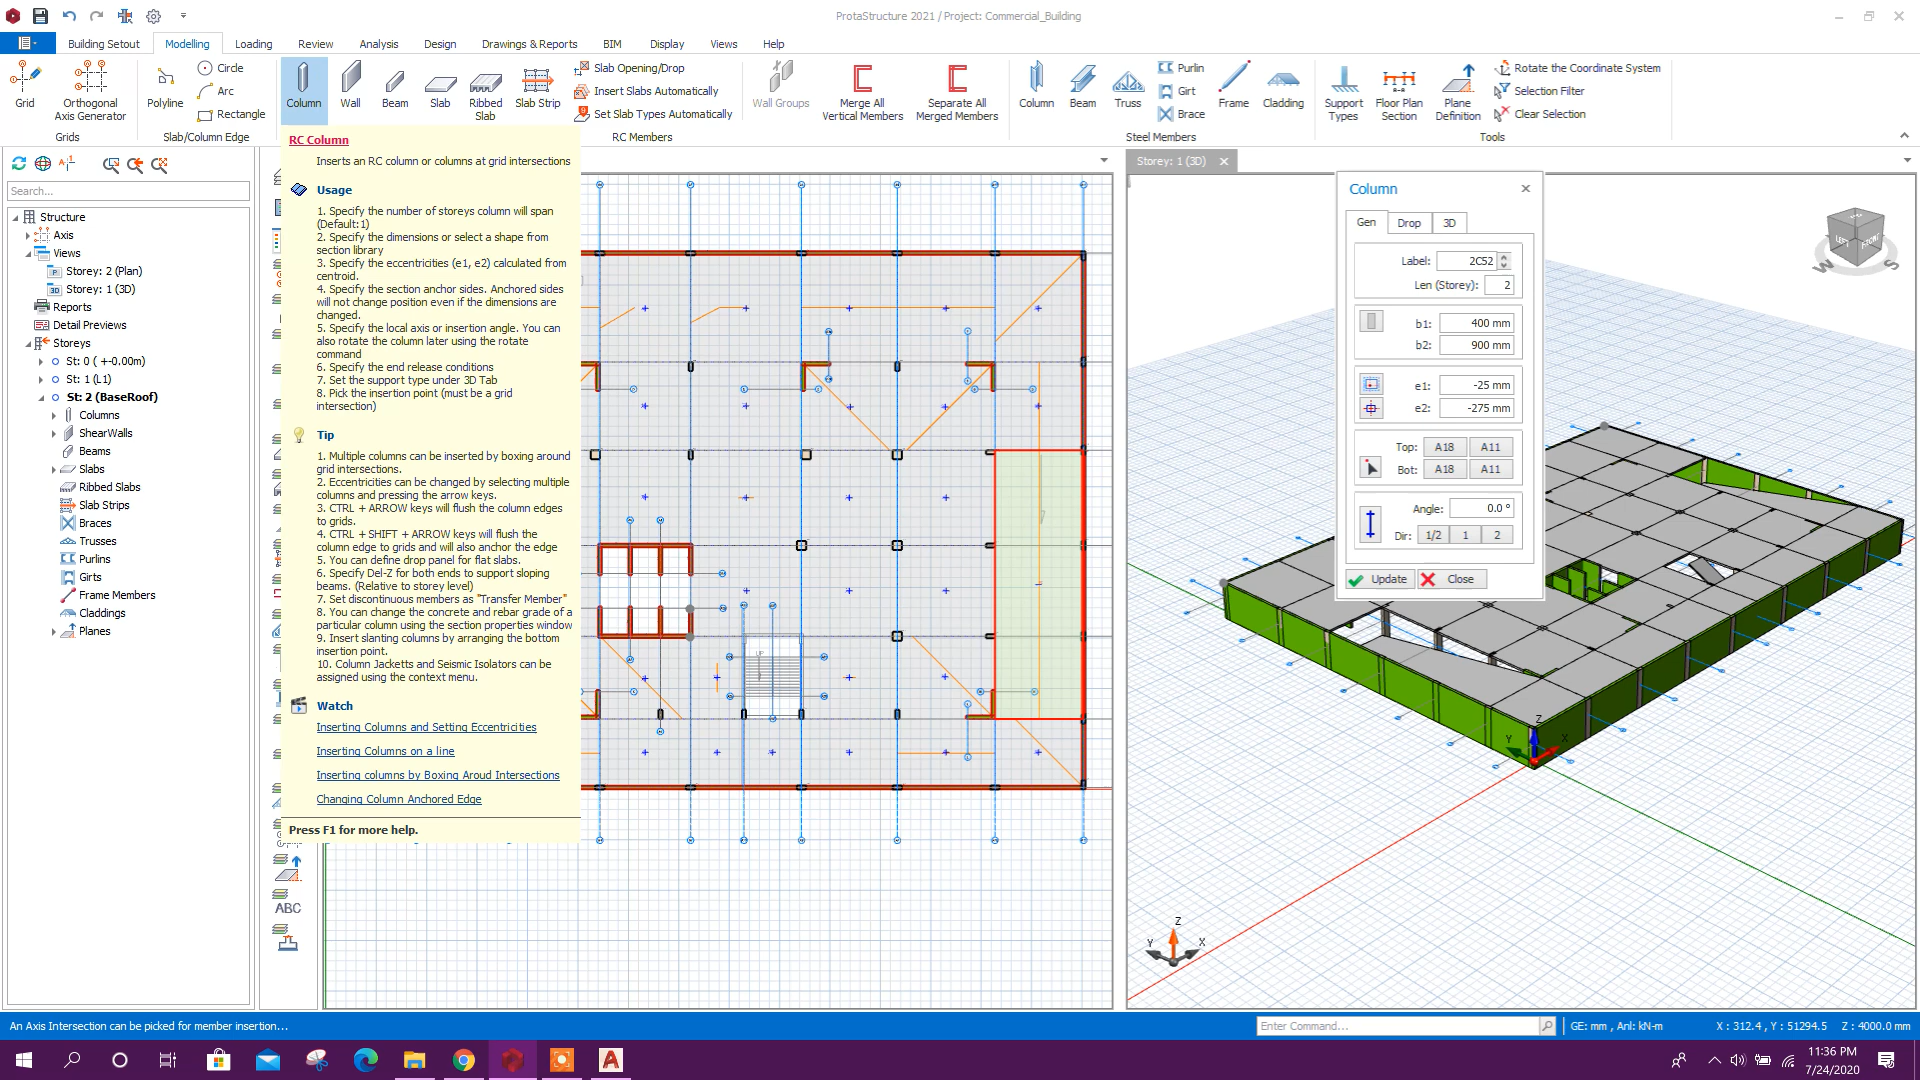 ProtaStructure 2021 / Project: Commercial_Building
Building Setout
Modelling
Loading
Review
Analysis
Design
Drawings & Reports
BIM
Display
Views
Help
Grid
Orthogonal
Axis Generator
Grids
Polyline
Circle
Arc
Rectangle
Slab/Column Edge
Column
Wall
Beam
Slab
Ribbed
Slab
Slab Strip
Slab Opening/Drop
Insert Slabs Automatically
Set Slab Types Automatically
RC Members
Wall Groups
Merge All
Vertical Members
Separate All
Merged Members
Column
Beam
Truss
Purlin
Girt
Brace
Frame
Cladding
Steel Members
Support
Types
Floor Plan
Section
Plane
Definition
Rotate the Coordinate System
Selection Filter
Clear Selection
Tools
Search...
Structure
Axis
Views
Storey: 2 (Plan)
Storey: 1 (3D)
Reports
Detail Previews
Storeys
St: 0 ( +-0.00m)
St: 1 (L1)
St: 2 (BaseRoof)
Columns
ShearWalls
Beams
Slabs
Ribbed Slabs
Slab Strips
Braces
Trusses
Purlins
Girts
Frame Members
Claddings
Planes
RC Column
Inserts an RC column or columns at grid intersections
Usage
1. Specify the number of storeys column will span
(Default:1)
2. Specify the dimensions or select a shape from
section library
3. Specify the eccentricities (e1, e2) calculated from
centroid.
4. Specify the section anchor sides. Anchored sides
will not change position even if the dimensions are
changed.
5. Specify the local axis or insertion angle. You can
also rotate the column later using the rotate
command
6. Specify the end release conditions
7. Set the support type under 3D Tab
8. Pick the insertion point (must be a grid
intersection)
Tip
1. Multiple columns can be inserted by boxing around
grid intersections.
2. Eccentricities can be changed by selecting multiple
columns and pressing the arrow keys.
3. CTRL + ARROW keys will flush the column edges
to grids.
4. CTRL + SHIFT + ARROW keys will flush the
column edge to grids and will also anchor the edge
5. You can define drop panel for flat slabs.
6. Specify Del-Z for both ends to support sloping
beams. (Relative to storey level)
7. Set discontinuous members as "Transfer Member"
8. You can change the concrete and rebar grade of a
particular column using the section properties window
9. Insert slanting columns by arranging the bottom
insertion point.
10. Column Jacketts and Seismic Isolators can be
assigned using the context menu.
Watch
Inserting Columns and Setting Eccentricities
Inserting Columns on a line
Inserting columns by Boxing Aroud Intersections
Changing Column Anchored Edge
Press F1 for more help.
ABC
UP
Storey: 1 (3D)
Column
Gen
Drop
3D
Label: 2C52
Len (Storey): 2
b1: 400 mm
b2: 900 mm
e1: -25 mm
e2: -275 mm
Top: A18 A11
Bot: A18 A11
Angle: 0.0 °
Dir: 1/2 1 2
Update
Close
LEFT
FRONT
W
S
Z
Y
X
Z
Y
X
An Axis Intersection can be picked for member insertion...
Enter Command...
GE: mm , Anl: kN-m
X : 312.4 , Y : 51294.5
Z : 4000.0 mm
11:36 PM
7/24/2020